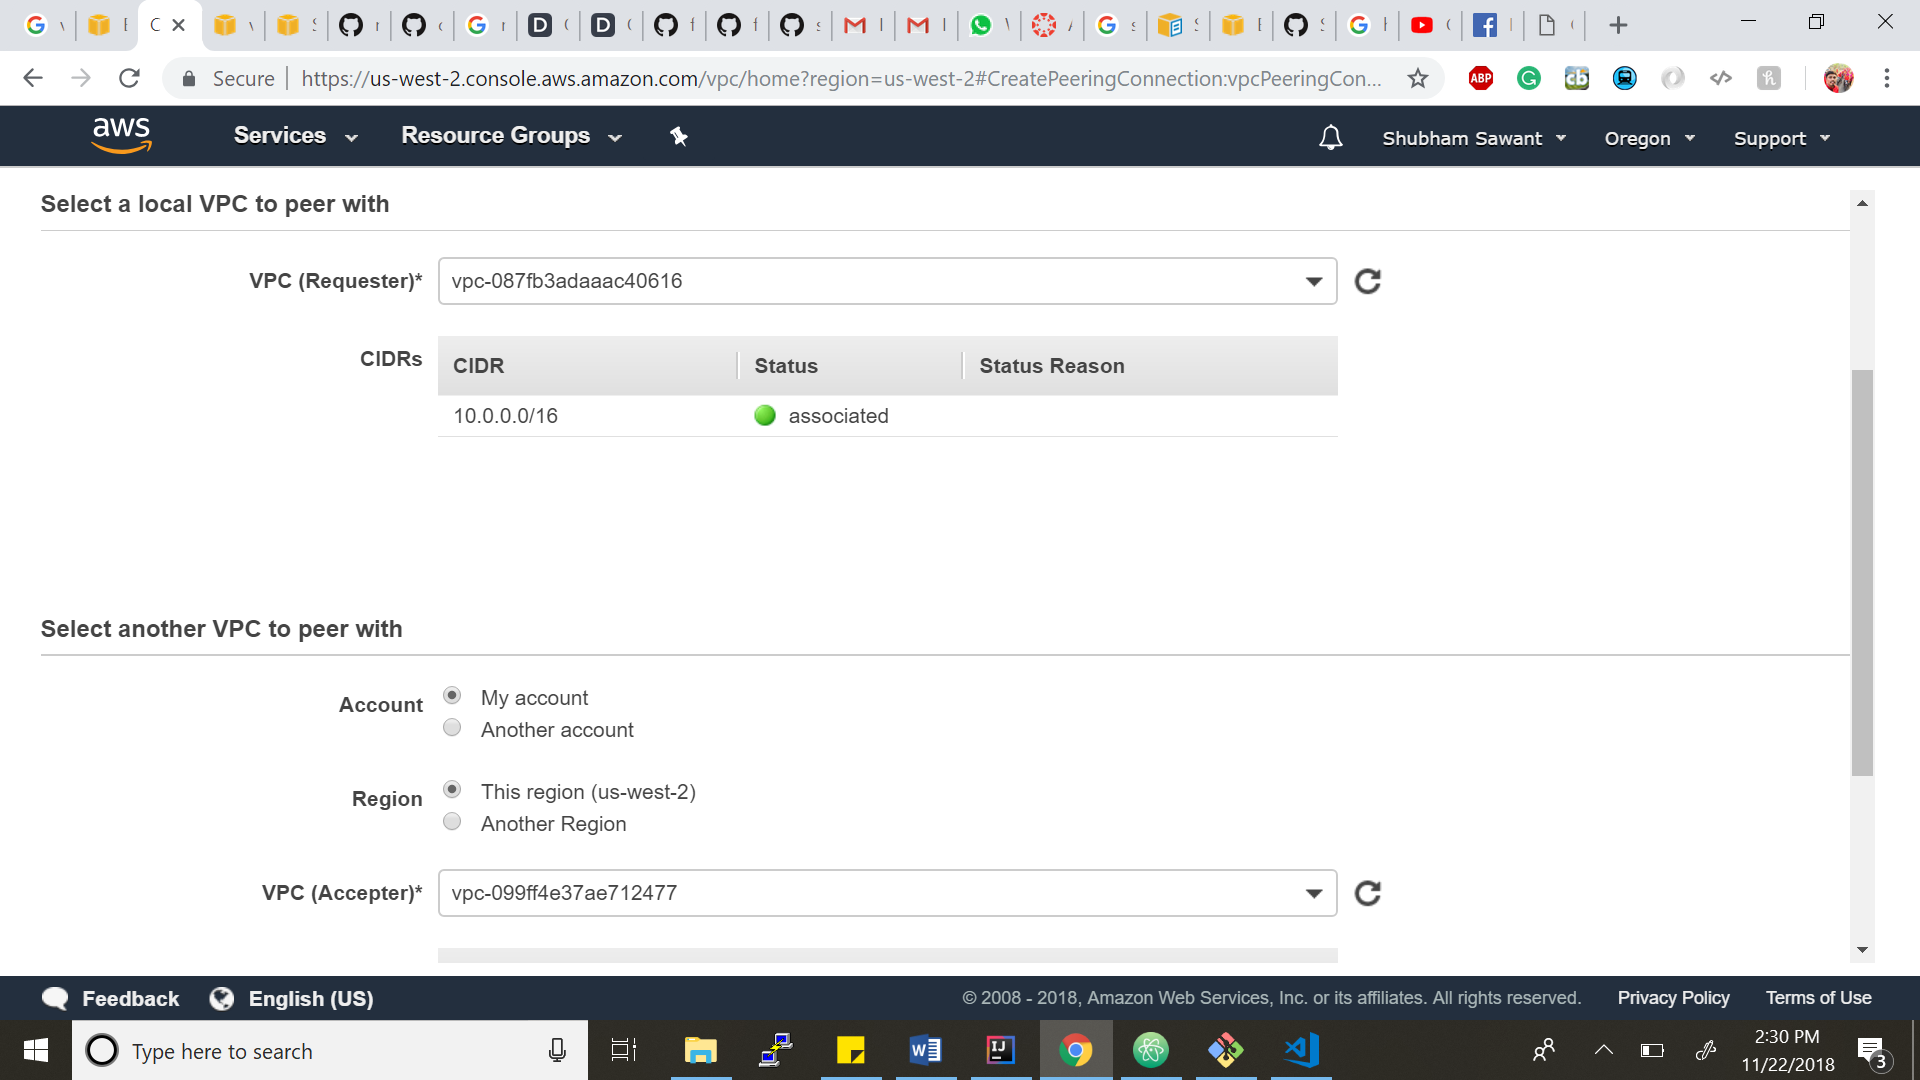 Secure
https://us-west-2.console.aws.amazon.com/vpc/home?region=us-west-2#CreatePeeringConnection:vpcPeeringCon...
ABP
aws
Services
Resource Groups
Shubham Sawant
Oregon
Support
Select a local VPC to peer with
VPC (Requester)*
vpc-087fb3adaaac40616
CIDRs
CIDR
Status
Status Reason
10.0.0.0/16
associated
Select another VPC to peer with
Account
My account
Another account
Region
This region (us-west-2)
Another Region
VPC (Accepter)*
vpc-099ff4e37ae712477
Feedback
English (US)
© 2008 - 2018, Amazon Web Services, Inc. or its affiliates. All rights reserved.
Privacy Policy
Terms of Use
Type here to search
2:30 PM
11/22/2018
3